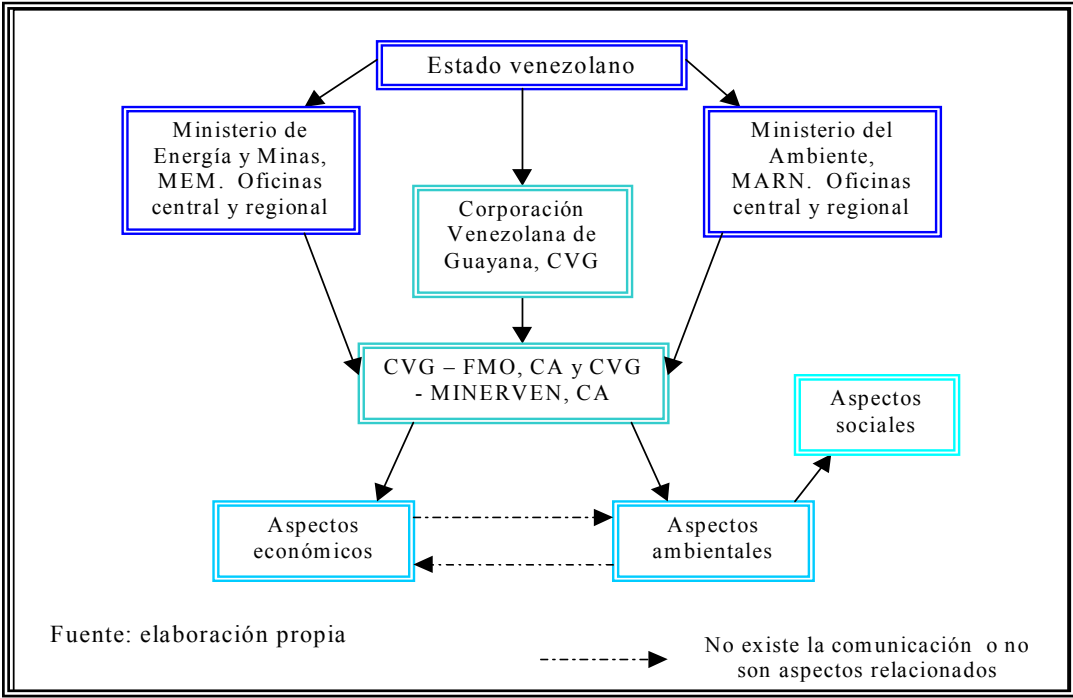 Estado venezolano
Ministerio de
Energía y Minas,
MEM. Oficinas
central y regional
Corporación
Venezolana de
Guayana, CVG
Ministerio del
Ambiente,
MARN. Oficinas
central y regional
CVG – FMO, CA y CVG
- MINERVEN, CA
Aspectos
sociales
Aspectos
económicos
Aspectos
ambientales
Fuente: elaboración propia
No existe la comunicación o no
son aspectos relacionados